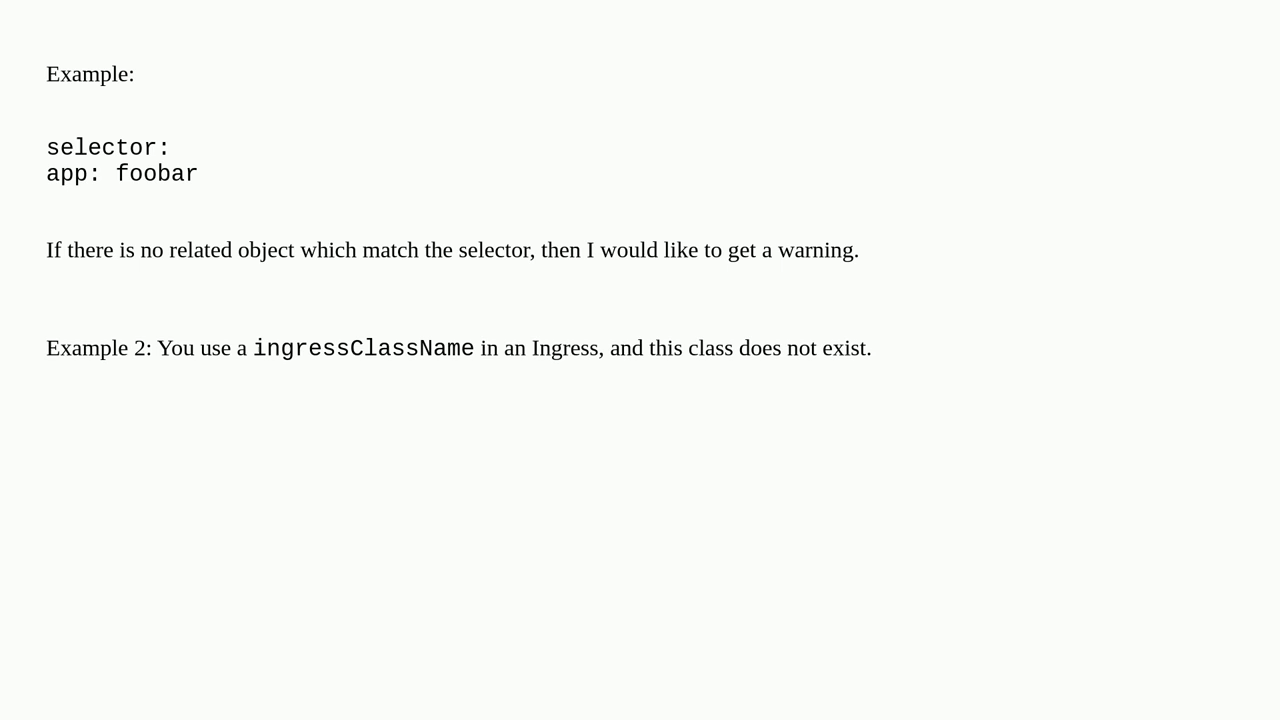 Example:
selector:
app: foobar
If there is no related object which match the selector, then I would like to get a warning.
Example 2: You use a ingressClassName in an Ingress, and this class does not exist.